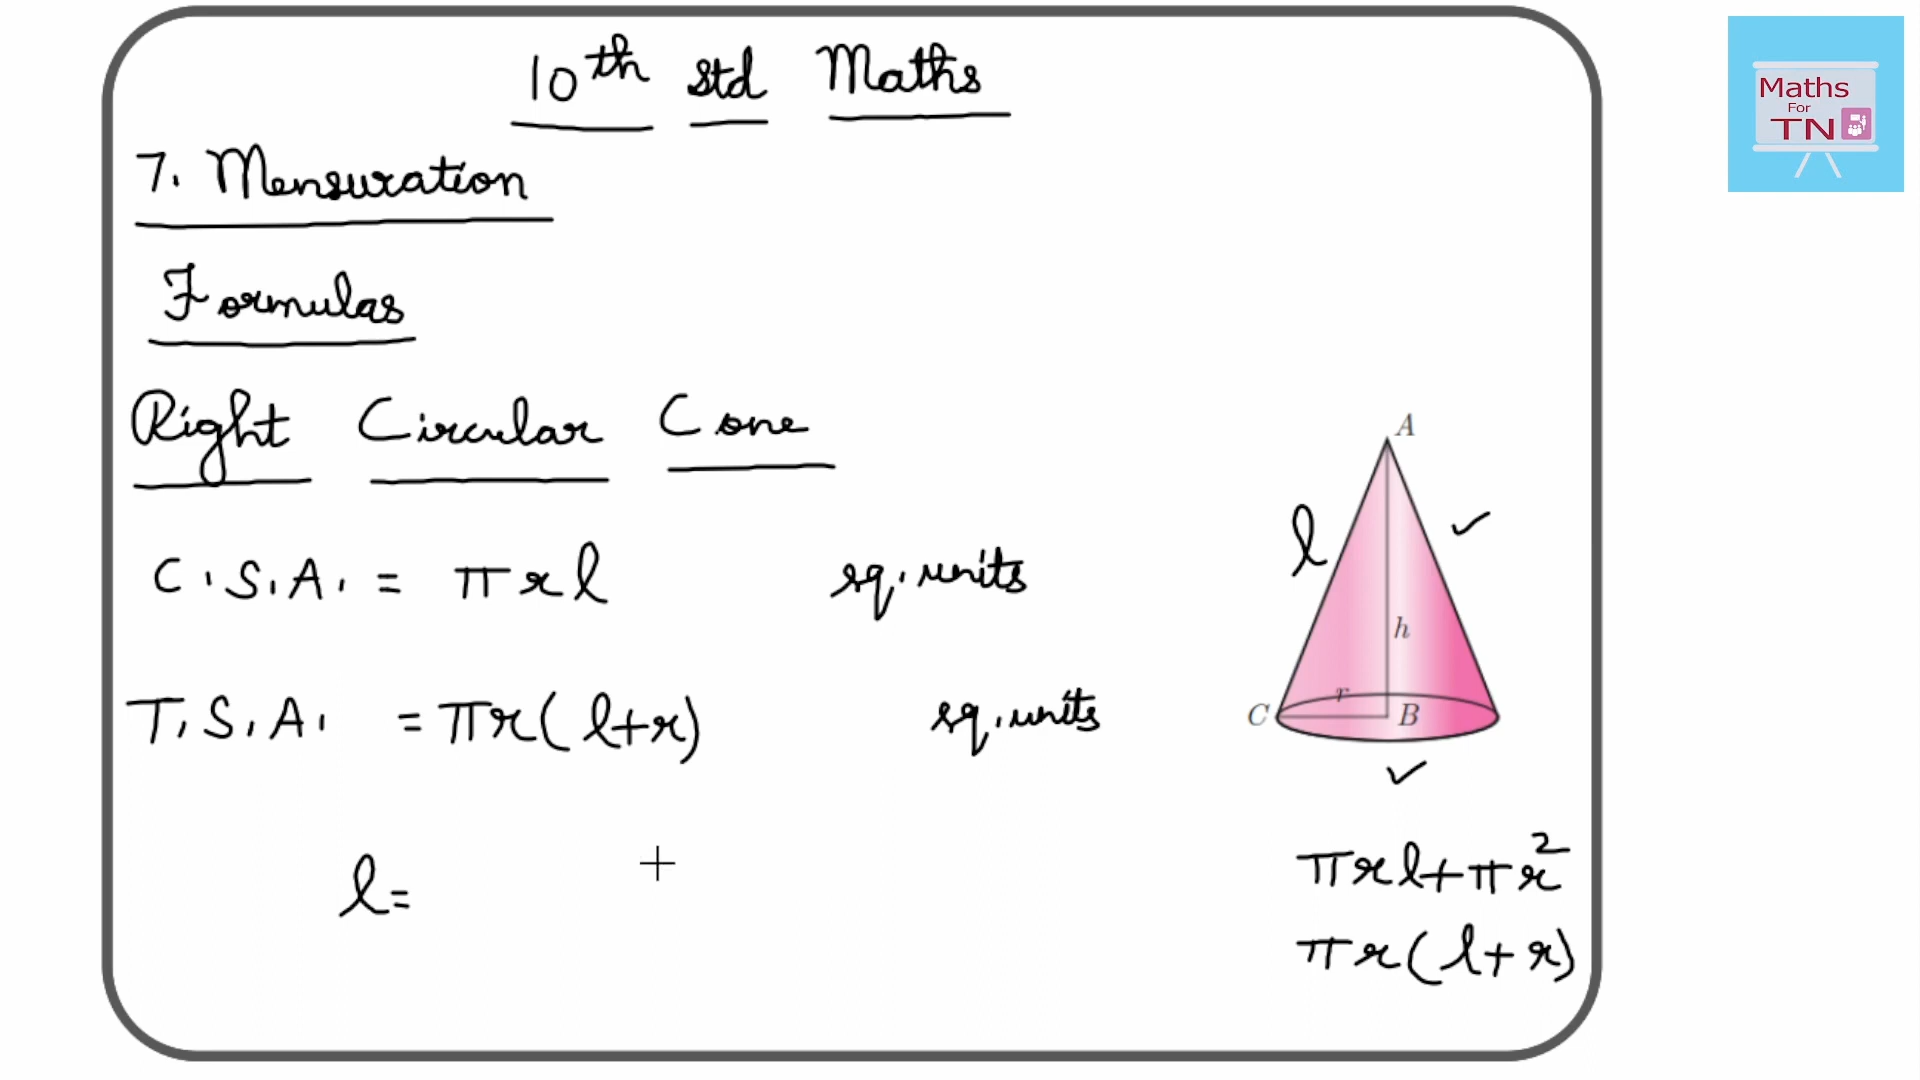 10th std Maths
Maths
For
TN
7. Mensuration
Formulas
Right Circular Cone
C.S.A. = πrl sq.units
T.S.A. = πr(l+r) sq.units
l=
A
l
h
r
C
B
πrl+πr²
πr(l+r)